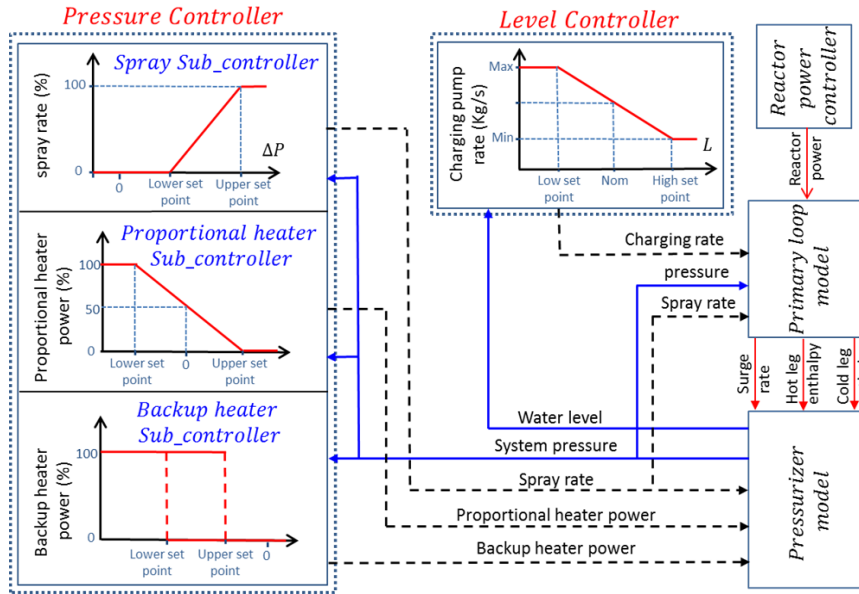 Pressure Controller
Spray Sub_controller
spray rate (%)
100
0
0
Lower set
point
Upper set
point
ΔP
Proportional heater
Sub_controller
Proportional heater
power (%)
100
50
0
Lower set
point
0
Upper set
point
Backup heater
Sub_controller
Backup heater
power (%)
100
0
Lower set
point
Upper set
point
0
Level Controller
Charging pump
rate (Kg/s)
Max
Min
L
Low set
point
Nom
High set
point
Reactor
power
controller
Reactor
power
Charging rate
pressure
Spray rate
Primary loop
model
Surge
rate
Hot leg
enthalpy
Cold leg
Water level
System pressure
Spray rate
Proportional heater power
Backup heater power
Pressurizer
model